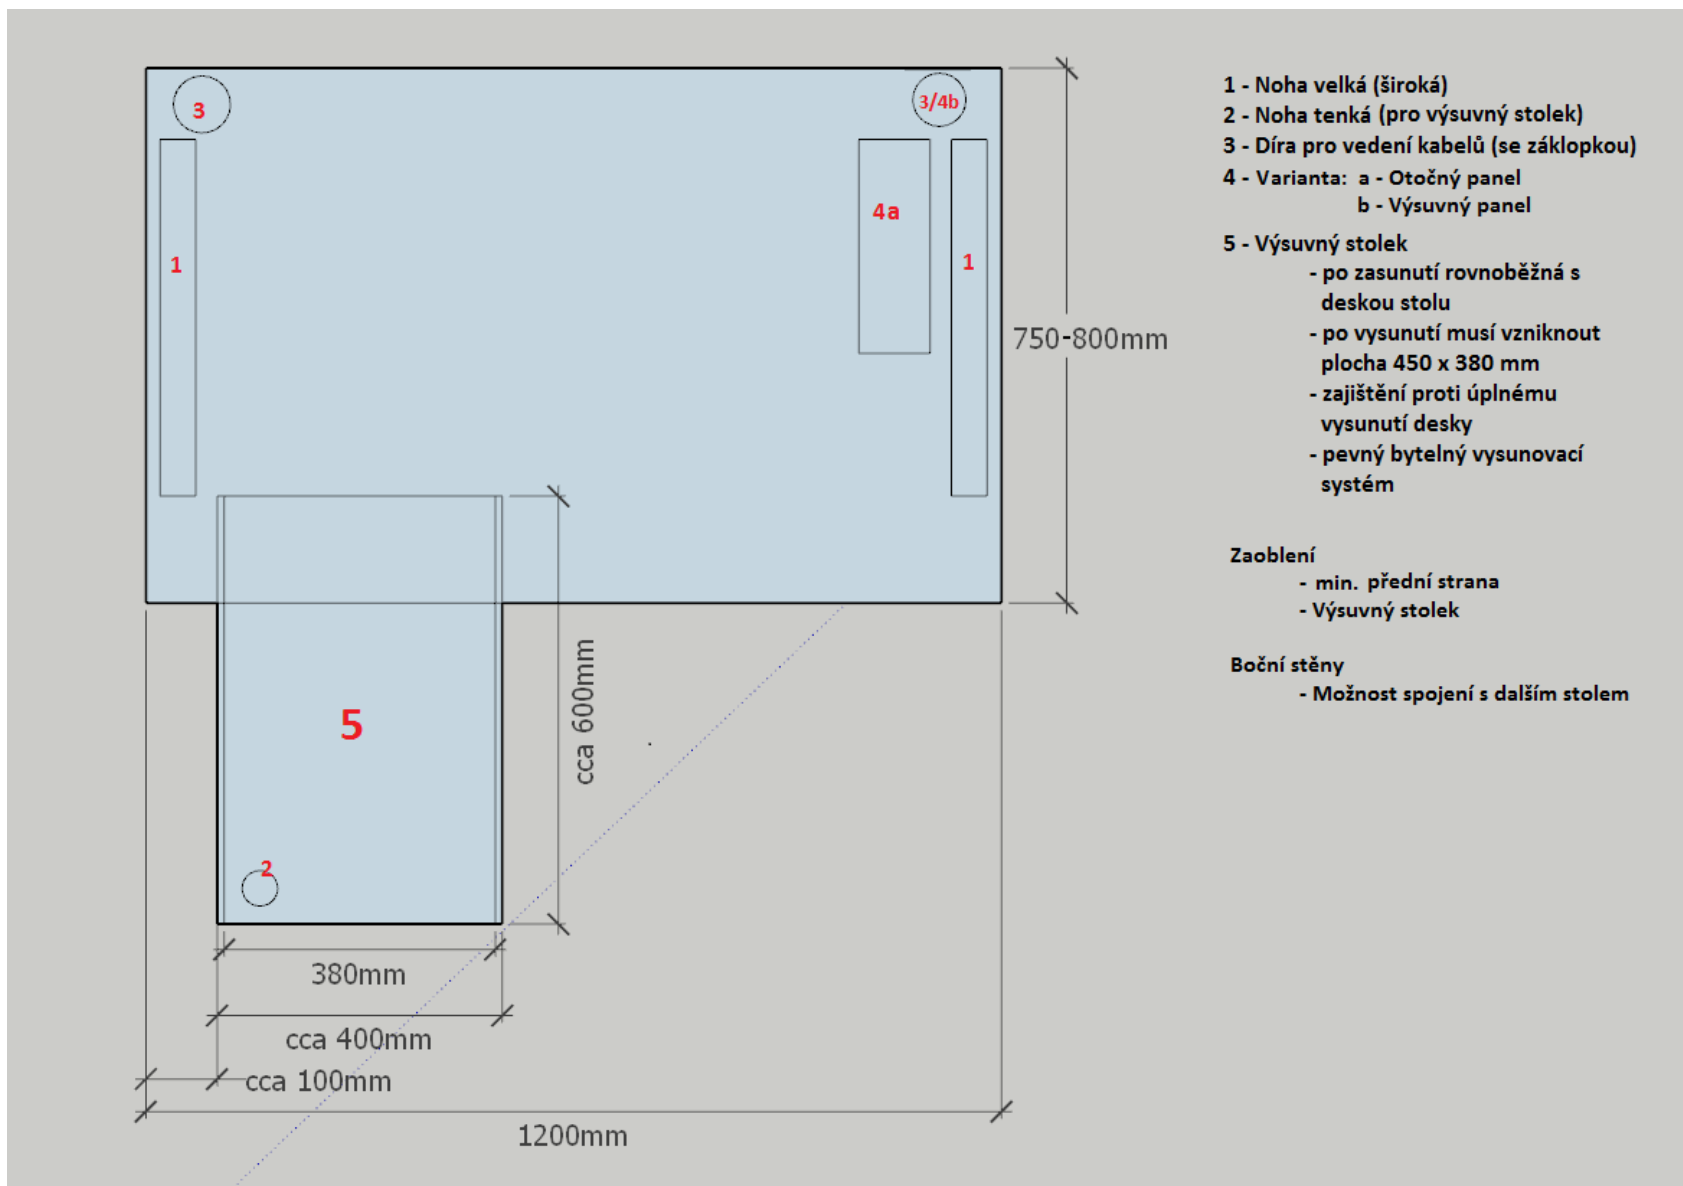 3
3/4b
4a
1
1
750-800mm
5
cca 600mm
2
380mm
cca 400mm
cca 100mm
1200mm
1 - Noha velká (široká)
2 - Noha tenká (pro výsuvný stolek)
3 - Díra pro vedení kabelů (se záklopkou)
4 - Varianta: a - Otočný panel
b - Výsuvný panel
5 - Výsuvný stolek
- po zasunutí rovnoběžná s
deskou stolu
- po vysunutí musí vzniknout
plocha 450 x 380 mm
- zajištění proti úplnému
vysunutí desky
- pevný bytelný vysunovací
systém
Zaoblení
- min. přední strana
- Výsuvný stolek
Boční stěny
- Možnost spojení s dalším stolem